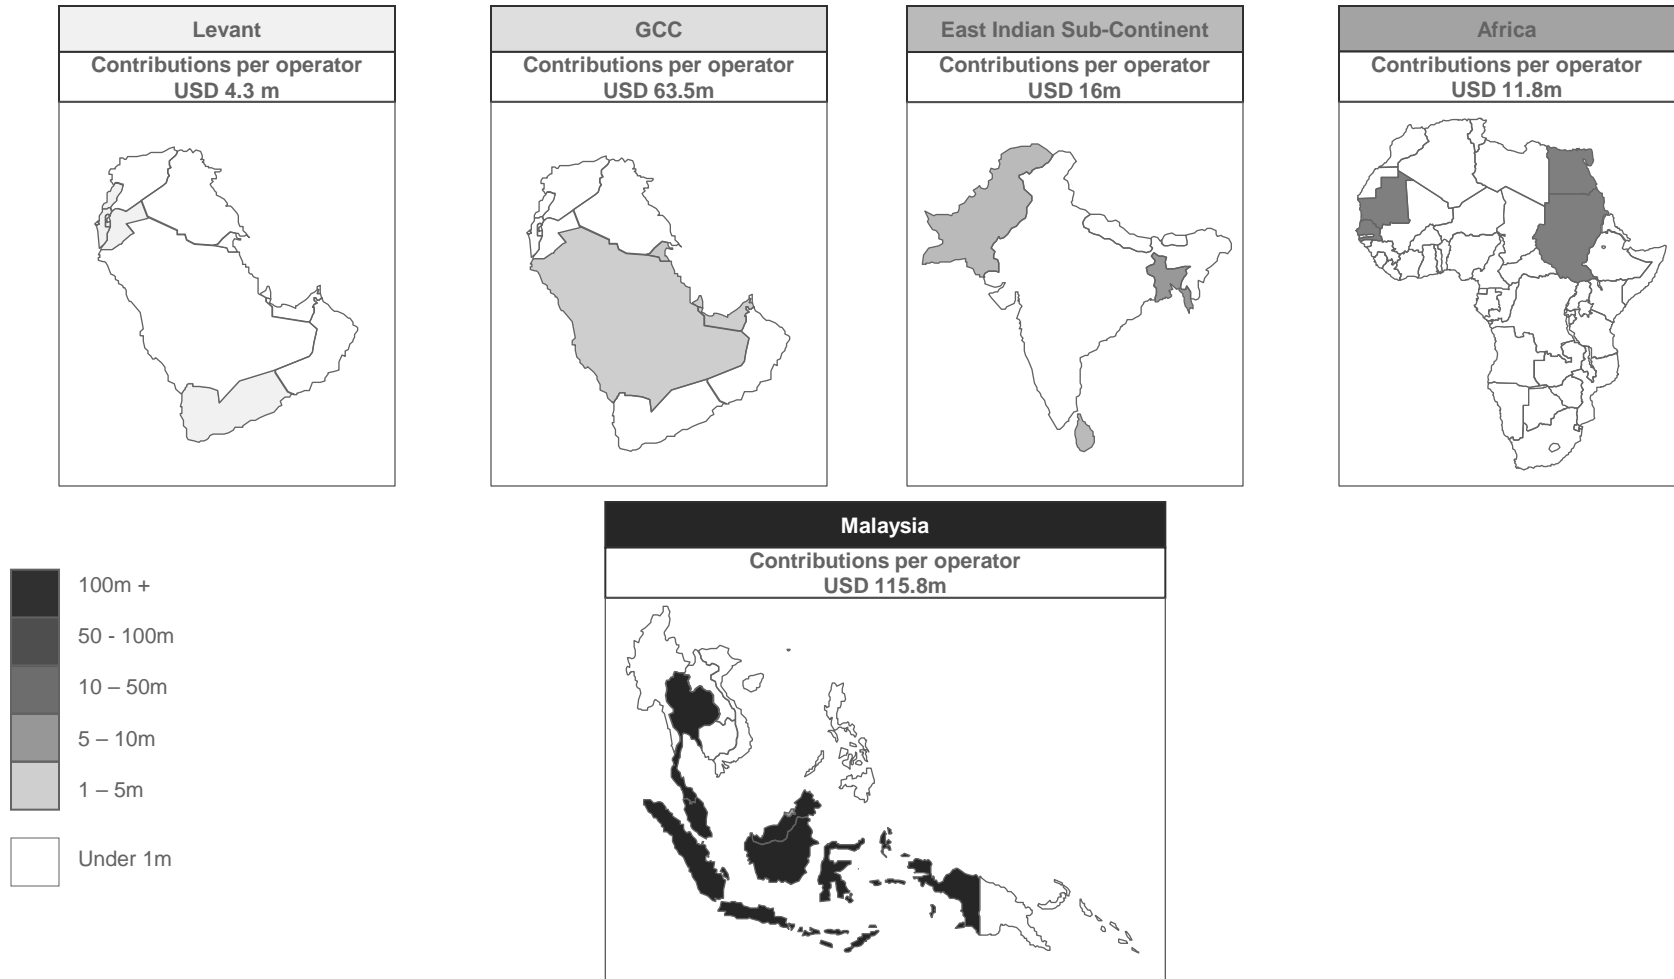 Levant
Contributions per operator
USD 4.3 m
GCC
Contributions per operator
USD 63.5m
East Indian Sub-Continent
Contributions per operator
USD 16m
Africa
Contributions per operator
USD 11.8m
Malaysia
Contributions per operator
USD 115.8m
100m +
50 - 100m
10 – 50m
5 – 10m
1 – 5m
Under 1m